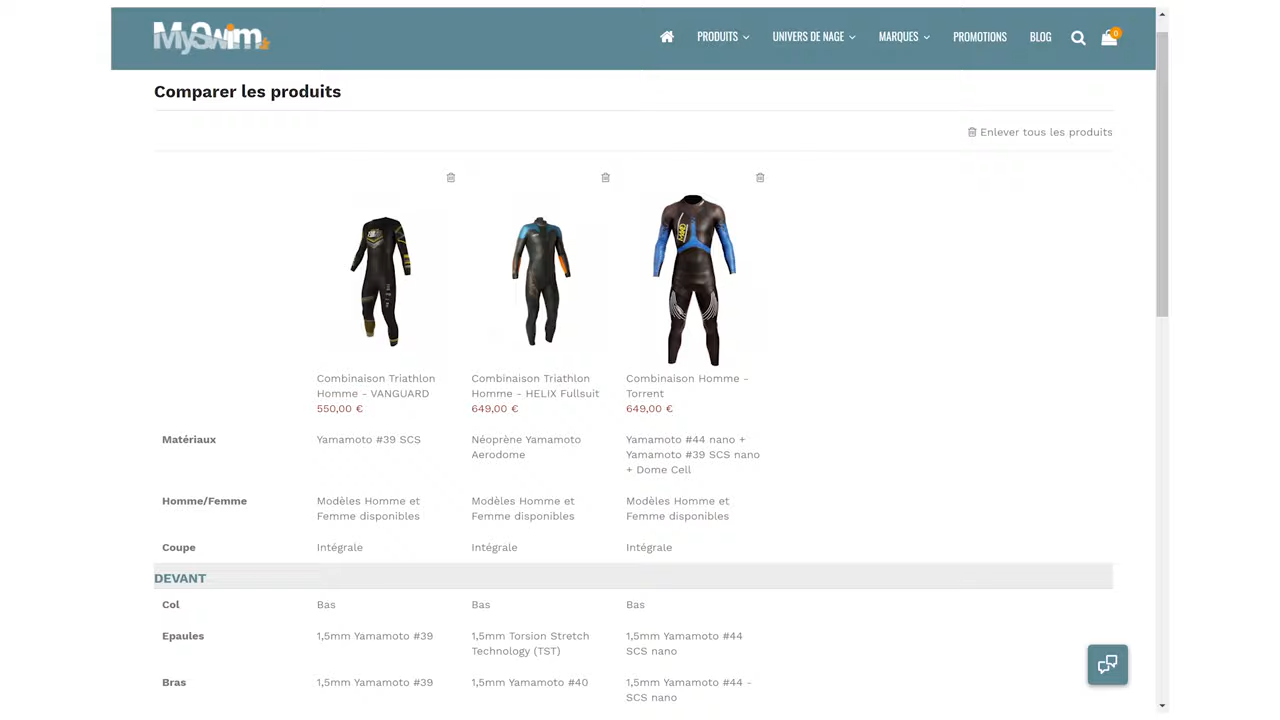 MySwim.fr
PRODUITS
UNIVERS DE NAGE
MARQUES
PROMOTIONS
BLOG
0
Comparer les produits
Enlever tous les produits
Combinaison Triathlon
Homme - VANGUARD
550,00 €
Combinaison Triathlon
Homme - HELIX Fullsuit
649,00 €
Combinaison Homme -
Torrent
649,00 €
Matériaux
Yamamoto #39 SCS
Néoprène Yamamoto
Aerodome
Yamamoto #44 nano +
Yamamoto #39 SCS nano
+ Dome Cell
Homme/Femme
Modèles Homme et
Femme disponibles
Modèles Homme et
Femme disponibles
Modèles Homme et
Femme disponibles
Coupe
Intégrale
Intégrale
Intégrale
DEVANT
Col
Bas
Bas
Bas
Epaules
1,5mm Yamamoto #39
1,5mm Torsion Stretch
Technology (TST)
1,5mm Yamamoto #44
SCS nano
Bras
1,5mm Yamamoto #39
1,5mm Yamamoto #40
1,5mm Yamamoto #44 -
SCS nano